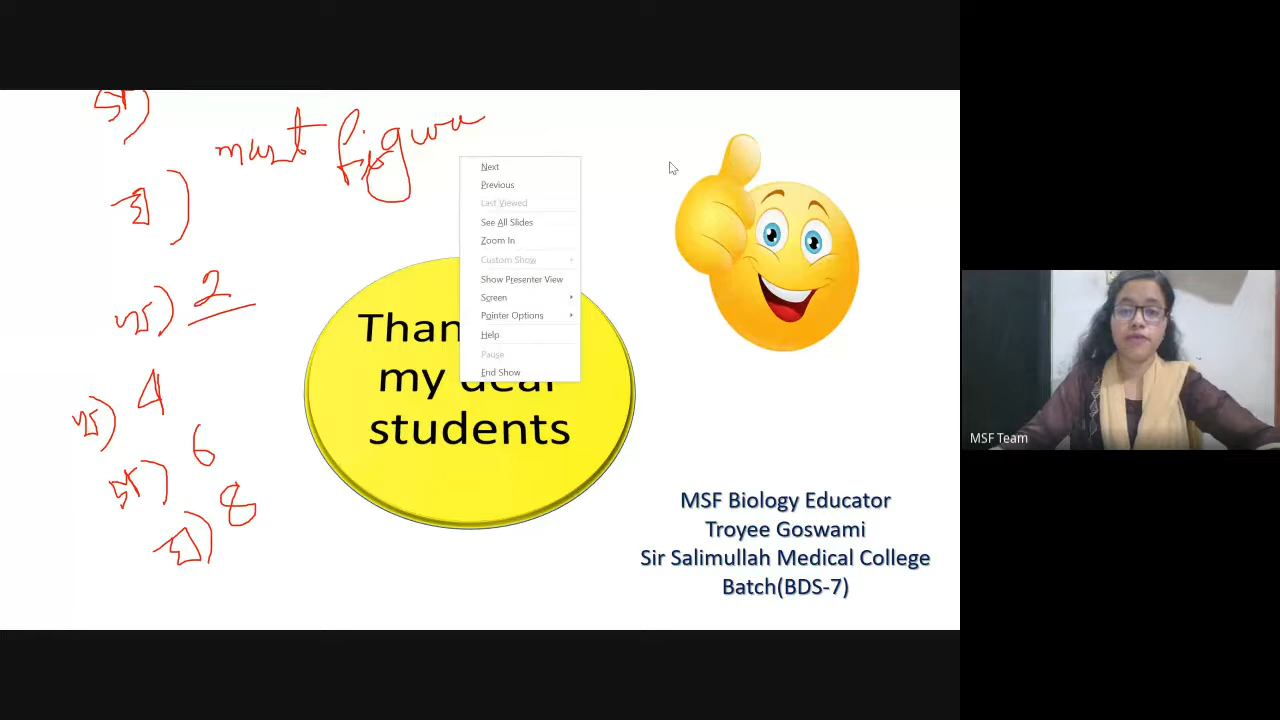 গ)
must figure
ঘ)
Next
Previous
Last Viewed
See All Slides
Zoom In
Custom Show
Show Presenter View
Screen
Pointer Options
Help
Pause
End Show
ক) 2
Than
my dear
students
খ) 4
গ) 6
ঘ) 8
MSF Team
MSF Biology Educator
Troyee Goswami
Sir Salimullah Medical College
Batch(BDS-7)